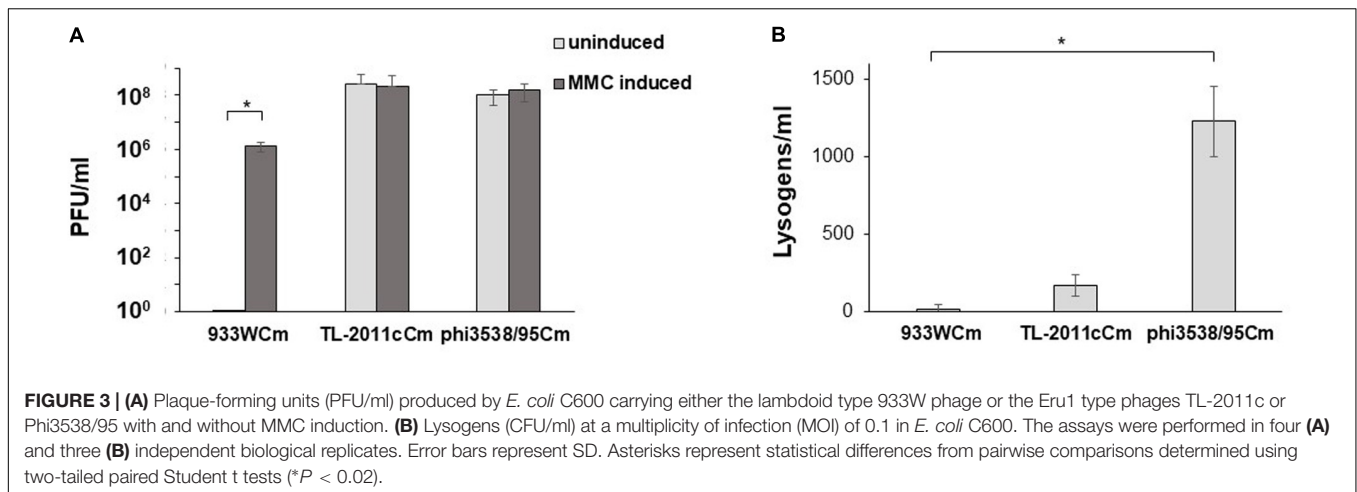 A
uninduced
MMC induced
*
10⁸
10⁶
10⁴
10²
10⁰
PFU/ml
933WCm TL-2011cCm phi3538/95Cm
B
*
1500
1000
500
0
Lysogens/ml
933WCm TL-2011cCm phi3538/95Cm
FIGURE 3 | (A) Plaque-forming units (PFU/ml) produced by E. coli C600 carrying either the lambdoid type 933W phage or the Eru1 type phages TL-2011c or
Phi3538/95 with and without MMC induction. (B) Lysogens (CFU/ml) at a multiplicity of infection (MOI) of 0.1 in E. coli C600. The assays were performed in four (A)
and three (B) independent biological replicates. Error bars represent SD. Asterisks represent statistical differences from pairwise comparisons determined using
two-tailed paired Student t tests (*P < 0.02).